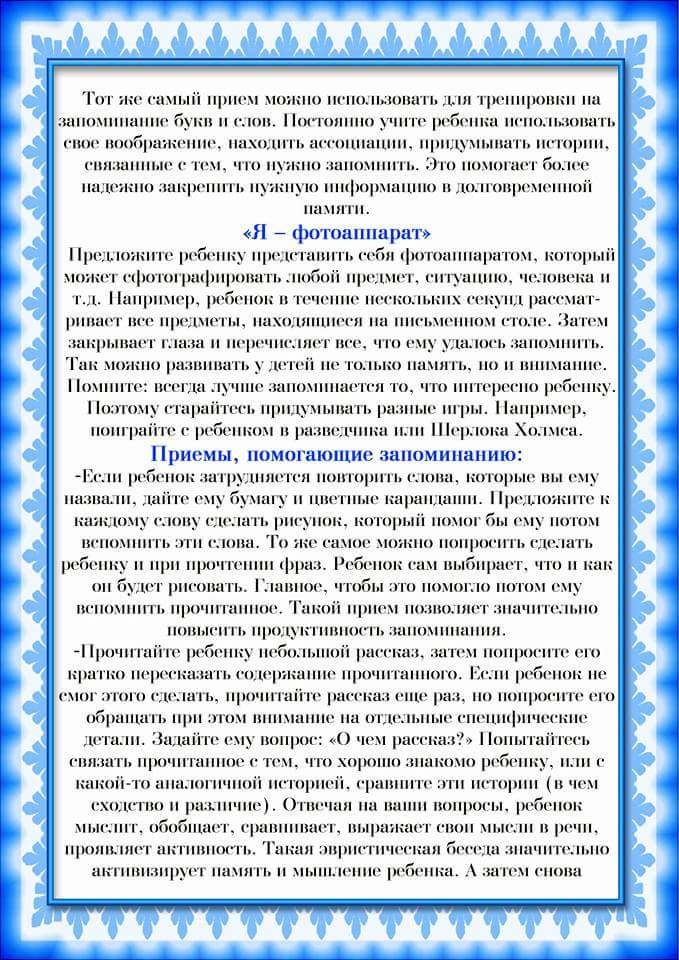 Тот же самый прием можно использовать для тренировки на
запоминание букв и слов. Постоянно учите ребенка использовать
свое воображение, находить ассоциации, придумывать истории,
связанные с тем, что нужно запомнить. Это помогает более
надежно закрепить нужную информацию в долговременной
памяти.
«Я – фотоаппарат»
Предложите ребенку представить себя фотоаппаратом, который
может сфотографировать любой предмет, ситуацию, человека и
т.д. Например, ребенок в течение нескольких секунд рассмат-
ривает все предметы, находящиеся на письменном столе. Затем
закрывает глаза и перечисляет все, что ему удалось запомнить.
Так можно развивать у детей не только память, но и внимание.
Помните: всегда лучше запоминается то, что интересно ребенку.
Поэтому старайтесь придумывать разные игры. Например,
поиграйте с ребенком в разведчика или Шерлока Холмса.
Приемы, помогающие запоминанию:
-Если ребенок затрудняется повторить слова, которые вы ему
назвали, дайте ему бумагу и цветные карандаши. Предложите к
каждому слову сделать рисунок, который помог бы ему потом
вспомнить эти слова. То же самое можно попросить сделать
ребенку и при прочтении фраз. Ребенок сам выбирает, что и как
он будет рисовать. Главное, чтобы это помогло потом ему
вспомнить прочитанное. Такой прием позволяет значительно
повысить продуктивность запоминания.
-Прочитайте ребенку небольшой рассказ, затем попросите его
кратко пересказать содержание прочитанного. Если ребенок не
смог этого сделать, прочитайте рассказ еще раз, но попросите его
обращать при этом внимание на отдельные специфические
детали. Задайте ему вопрос: «О чем рассказ?» Попытайтесь
связать прочитанное с тем, что хорошо знакомо ребенку, или с
какой-то аналогичной историей, сравните эти истории (в чем
сходство и различие). Отвечая на ваши вопросы, ребенок
мыслит, обобщает, сравнивает, выражает свои мысли в речи,
проявляет активность. Такая эвристическая беседа значительно
активизирует память и мышление ребенка. А затем снова